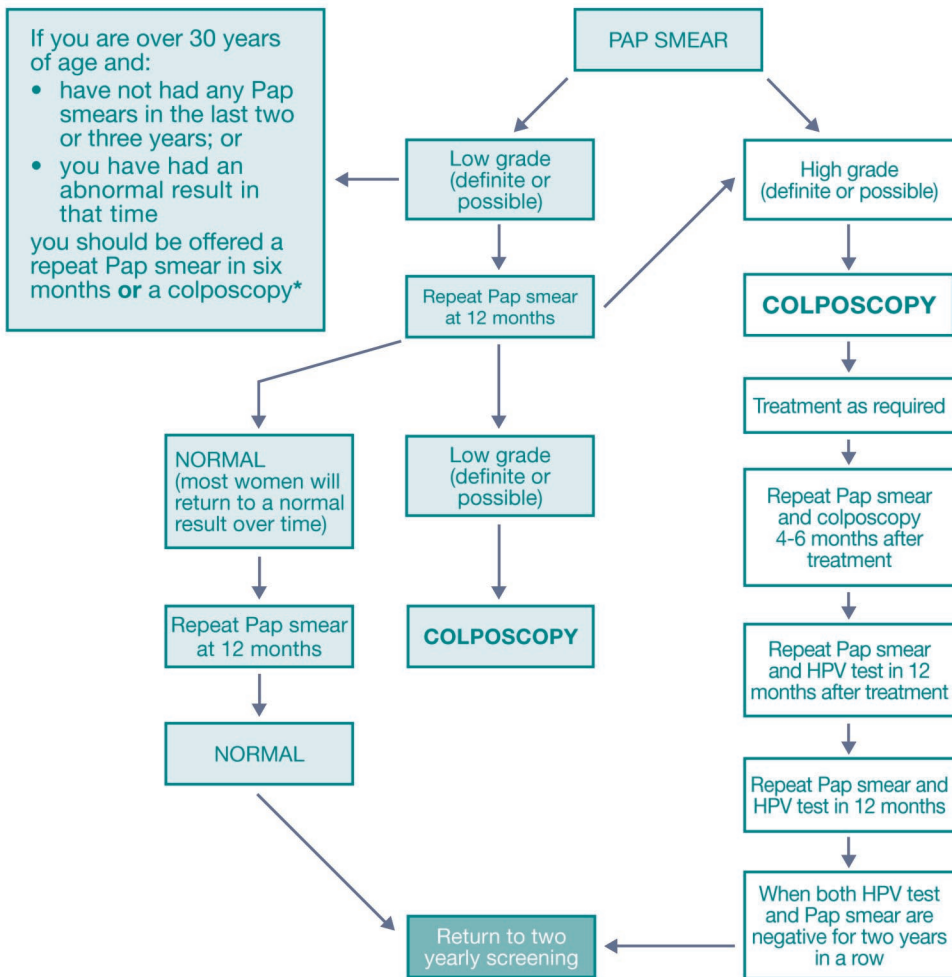 If you are over 30 years
of age and:
• have not had any Pap
smears in the last two
or three years; or
• you have had an
abnormal result in
that time
you should be offered a
repeat Pap smear in six
months or a colposcopy*
PAP SMEAR
Low grade
(definite or
possible)
High grade
(definite or possible)
Repeat Pap smear
at 12 months
COLPOSCOPY
Treatment as required
NORMAL
(most women will
return to a normal
result over time)
Low grade
(definite or
possible)
Repeat Pap smear
and colposcopy
4-6 months after
treatment
Repeat Pap smear
at 12 months
COLPOSCOPY
Repeat Pap smear
and HPV test in 12
months after treatment
NORMAL
Repeat Pap smear and
HPV test in 12 months
When both HPV test
and Pap smear are
negative for two years
in a row
Return to two
yearly screening